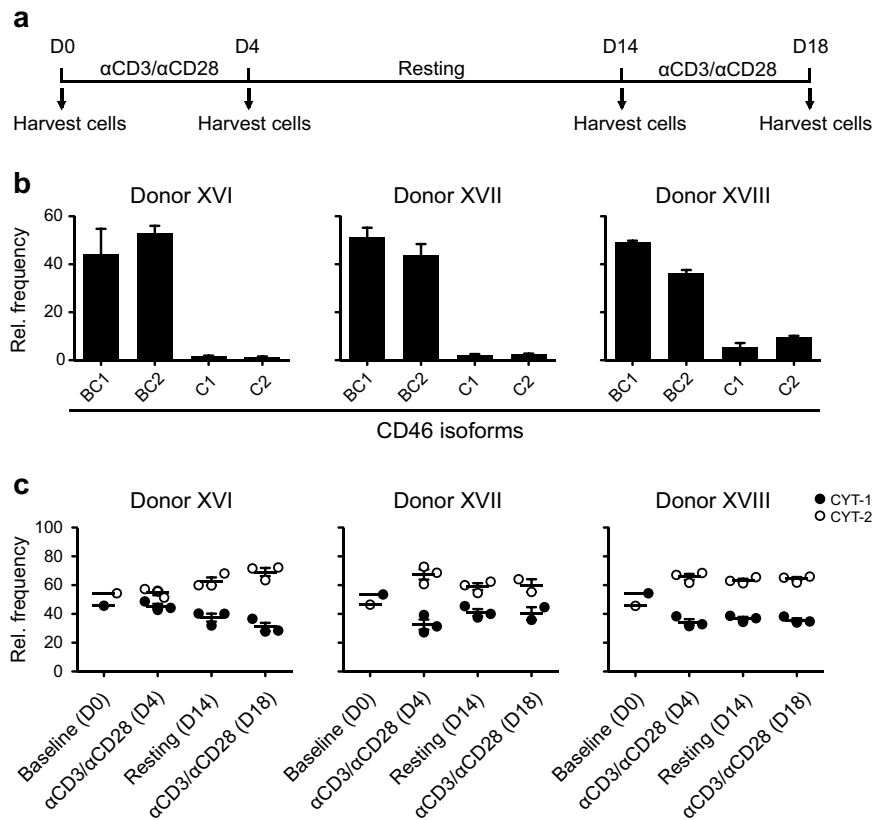 a
D0 D4 D14 D18
αCD3/αCD28 Resting αCD3/αCD28
Harvest cells Harvest cells Harvest cells Harvest cells
b
Donor XVI Donor XVII Donor XVIII
Rel. frequency
60
40
20
0
BC1 BC2 C1 C2 BC1 BC2 C1 C2 BC1 BC2 C1 C2
CD46 isoforms
c
Donor XVI Donor XVII Donor XVIII
CYT-1
CYT-2
Rel. frequency
100
80
60
40
20
0
Baseline (D0) αCD3/αCD28 (D4) Resting (D14) αCD3/αCD28 (D18) Baseline (D0) αCD3/αCD28 (D4) Resting (D14) αCD3/αCD28 (D18) Baseline (D0) αCD3/αCD28 (D4) Resting (D14) αCD3/αCD28 (D18)